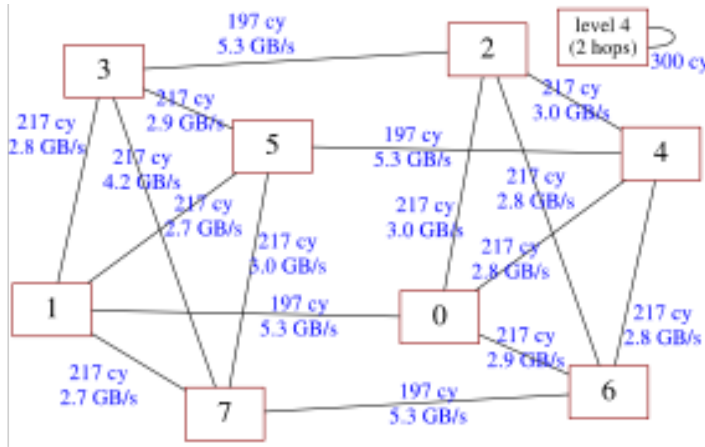 197 cy
5.3 GB/s
level 4
(2 hops)
300 cy
3
2
217 cy
2.9 GB/s
217 cy
3.0 GB/s
217 cy
2.8 GB/s
5
197 cy
5.3 GB/s
4
217 cy
4.2 GB/s
217 cy
2.7 GB/s
217 cy
2.8 GB/s
217 cy
3.0 GB/s
217 cy
3.0 GB/s
217 cy
2.8 GB/s
1
197 cy
5.3 GB/s
0
217 cy
2.8 GB/s
217 cy
2.9 GB/s
217 cy
2.7 GB/s
7
197 cy
5.3 GB/s
6